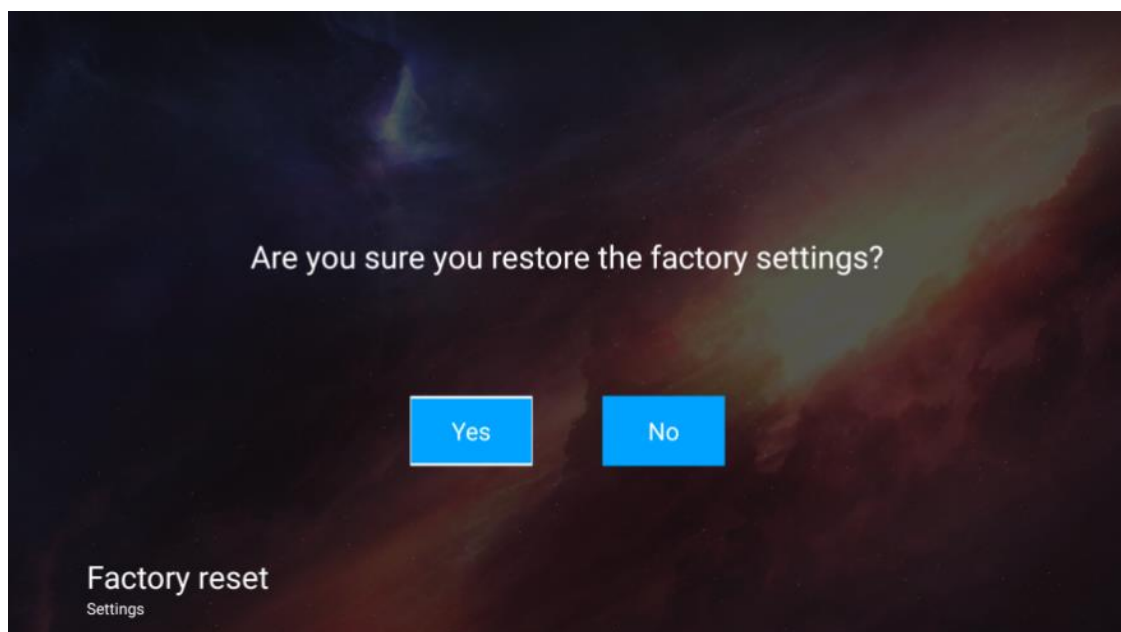 Are you sure you restore the factory settings?
Yes
No
Factory reset
Settings